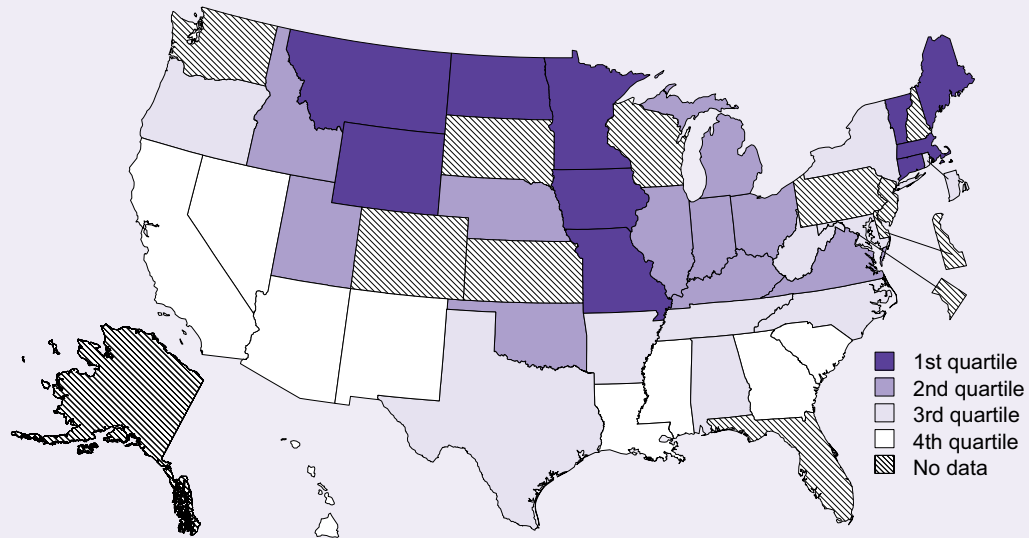 1st quartile
2nd quartile
3rd quartile
4th quartile
No data